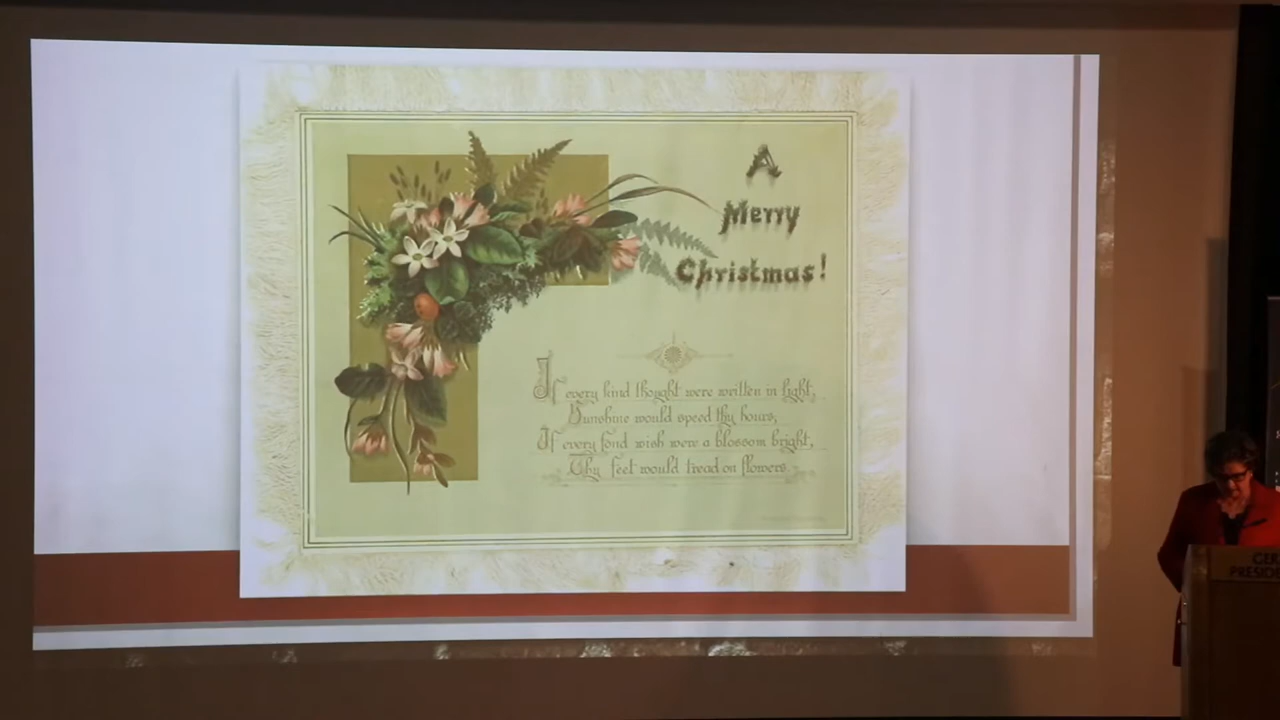 A
Merry
Christmas!
If every kind thought were written in light,
Sunshine would speed thy hours,
If every fond wish were a blossom bright,
Thy feet would tread on flowers.